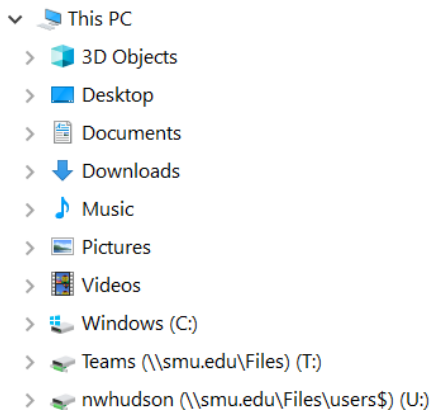 This PC
3D Objects
Desktop
Documents
Downloads
Music
Pictures
Videos
Windows (C:)
Teams (\\smu.edu\Files) (T:)
nwhudson (\\smu.edu\Files\users$) (U:)